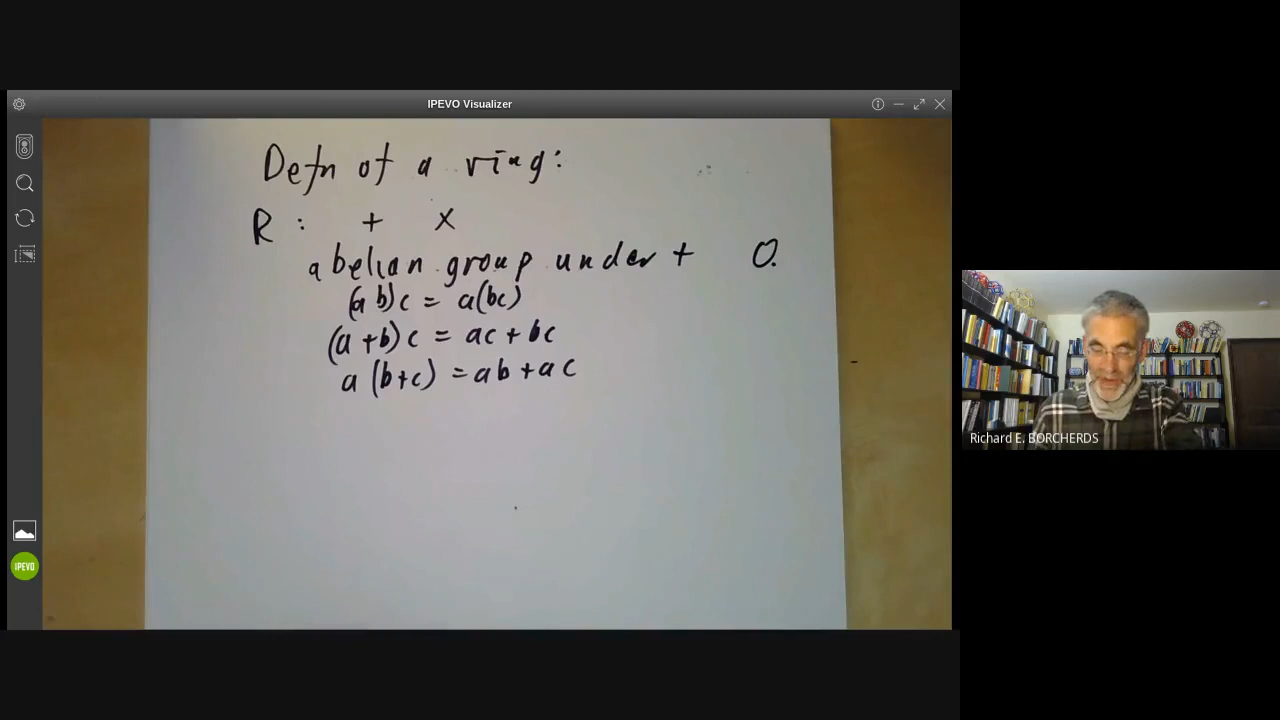 IPEVO Visualizer
Defn of a ring:
R : + x
abelian group under + 0.
(ab)c = a(bc)
(a+b)c = ac+bc
a(b+c) = ab+ac
IPEVO
Richard E. BORCHERDS